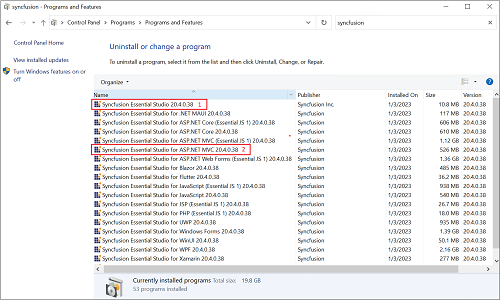 syncfusion
Control Panel > Programs > Programs and Features
syncfusion
Control Panel Home
View installed updates
Turn Windows features on or off
Uninstall or change a program
To uninstall a program, select it from the list and then click Uninstall, Change, or Repair.
Organize
Name Publisher Installed On Size Version
Syncfusion Essential Studio 20.4.0.38 1 Syncfusion Inc. 1/3/2023 10.8 MB 20.4.0.38
Syncfusion Essential Studio for .NET MAUI 20.4.0.38 Syncfusion 1/3/2023 117 MB 20.4.0.38
Syncfusion Essential Studio for ASP.NET Core (Essential JS 1) 20.4.0.38 Syncfusion 1/3/2023 606 MB 20.4.0.38
Syncfusion Essential Studio for ASP.NET Core 20.4.0.38 Syncfusion 1/3/2023 610 MB 20.4.0.38
Syncfusion Essential Studio for ASP.NET MVC (Essential JS 1) 20.4.0.38 Syncfusion 1/3/2023 1.12 GB 20.4.0.38
Syncfusion Essential Studio for ASP.NET MVC 20.4.0.38 2 Syncfusion 1/3/2023 526 MB 20.4.0.38
Syncfusion Essential Studio for ASP.NET Web Forms (Essential JS 1) 20.4.0.38 Syncfusion 1/3/2023 1.36 GB 20.4.0.38
Syncfusion Essential Studio for Blazor 20.4.0.38 Syncfusion 1/3/2023 485 MB 20.4.0.38
Syncfusion Essential Studio for Flutter 20.4.0.38 Syncfusion 1/3/2023 36.2 MB 20.4.0.38
Syncfusion Essential Studio for JavaScript (Essential JS 1) 20.4.0.38 Syncfusion 1/3/2023 938 MB 20.4.0.38
Syncfusion Essential Studio for JavaScript 20.4.0.38 Syncfusion 1/3/2023 540 MB 20.4.0.38
Syncfusion Essential Studio for JSP (Essential JS 1) 20.4.0.38 Syncfusion 1/3/2023 26.7 MB 20.4.0.38
Syncfusion Essential Studio for PHP (Essential JS 1) 20.4.0.38 Syncfusion 1/3/2023 18.0 MB 20.4.0.38
Syncfusion Essential Studio for UWP 20.4.0.38 Syncfusion 1/3/2023 935 MB 20.4.0.38
Syncfusion Essential Studio for Windows Forms 20.4.0.38 Syncfusion 1/3/2023 1.39 GB 20.4.0.38
Syncfusion Essential Studio for WinUI 20.4.0.38 Syncfusion 1/3/2023 50.1 MB 20.4.0.38
Syncfusion Essential Studio for WPF 20.4.0.38 Syncfusion 1/3/2023 2.16 GB 20.4.0.38
Syncfusion Essential Studio for Xamarin 20.4.0.38 Syncfusion 1/3/2023 277 MB 20.4.0.38
Currently installed programs Total size: 19.8 GB
53 programs installed